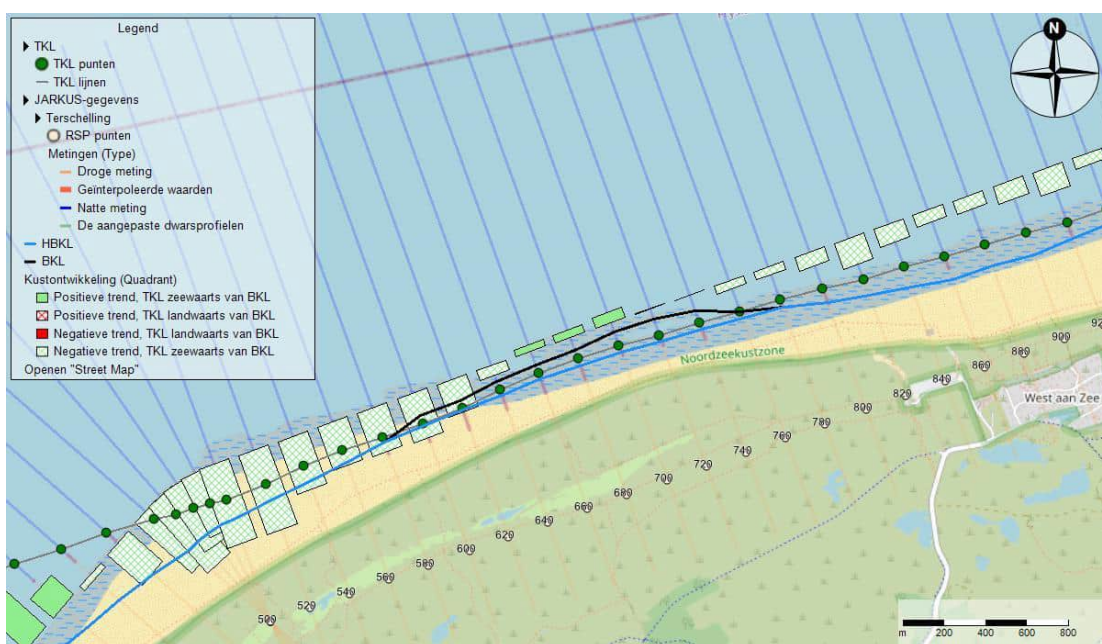 Legend
TKL
TKL punten
TKL lijnen
JARKUS-gegevens
Terschelling
RSP punten
Metingen (Type)
Droge meting
Geïnterpoleerde waarden
Natte meting
De aangepaste dwarsprofielen
HBKL
BKL
Kustontwikkeling (Quadrant)
Positieve trend, TKL zeewaarts van BKL
Positieve trend, TKL landwaarts van BKL
Negatieve trend, TKL landwaarts van BKL
Negatieve trend, TKL zeewaarts van BKL
Openen "Street Map"
N
Noordzeekustzone
West aan Zee
500
520
540
560
580
600
620
640
660
680
700
720
740
760
780
800
820
840
860
880
900
m 200 400 600 800